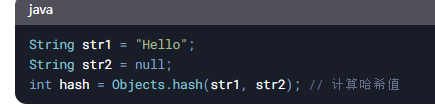 java
String str1 = "Hello";
String str2 = null;
int hash = Objects.hash(str1, str2); // 计算哈希值